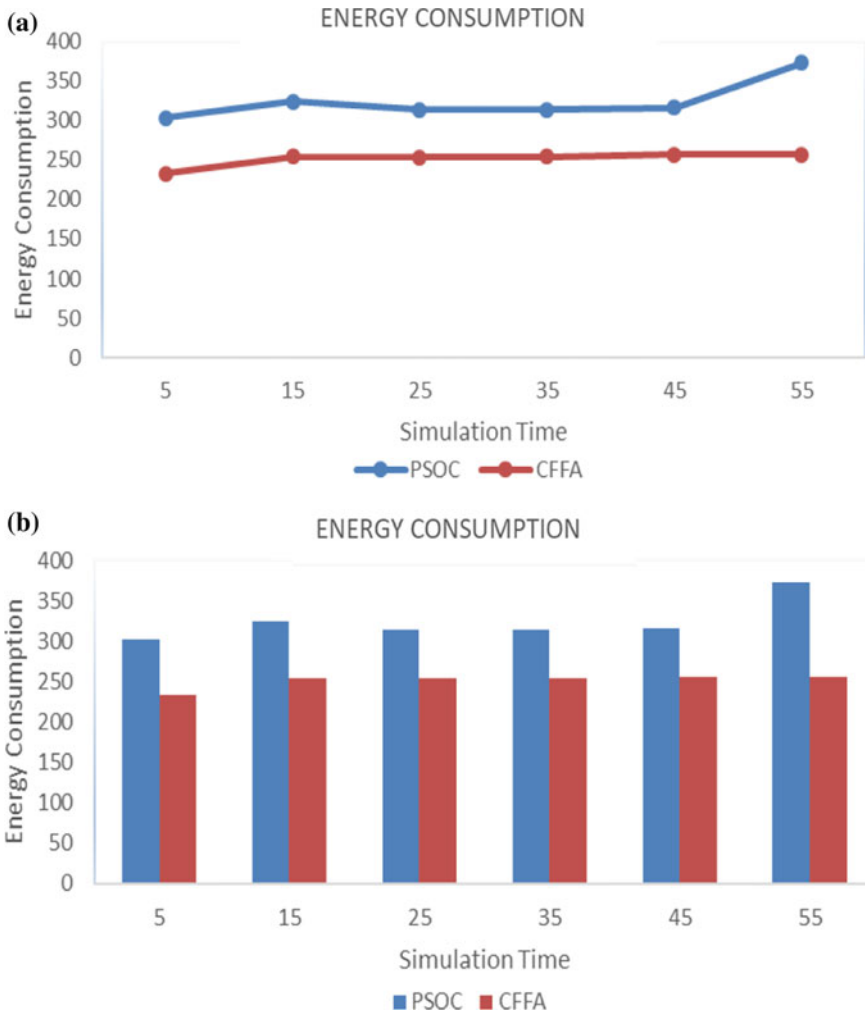 (a)
ENERGY CONSUMPTION
400
350
300
250
200
150
100
50
0
Energy Consumption
5 15 25 35 45 55
Simulation Time
PSOC CFFA
(b)
ENERGY CONSUMPTION
400
350
300
250
200
150
100
50
0
Energy Consumption
5 15 25 35 45 55
Simulation Time
PSOC CFFA